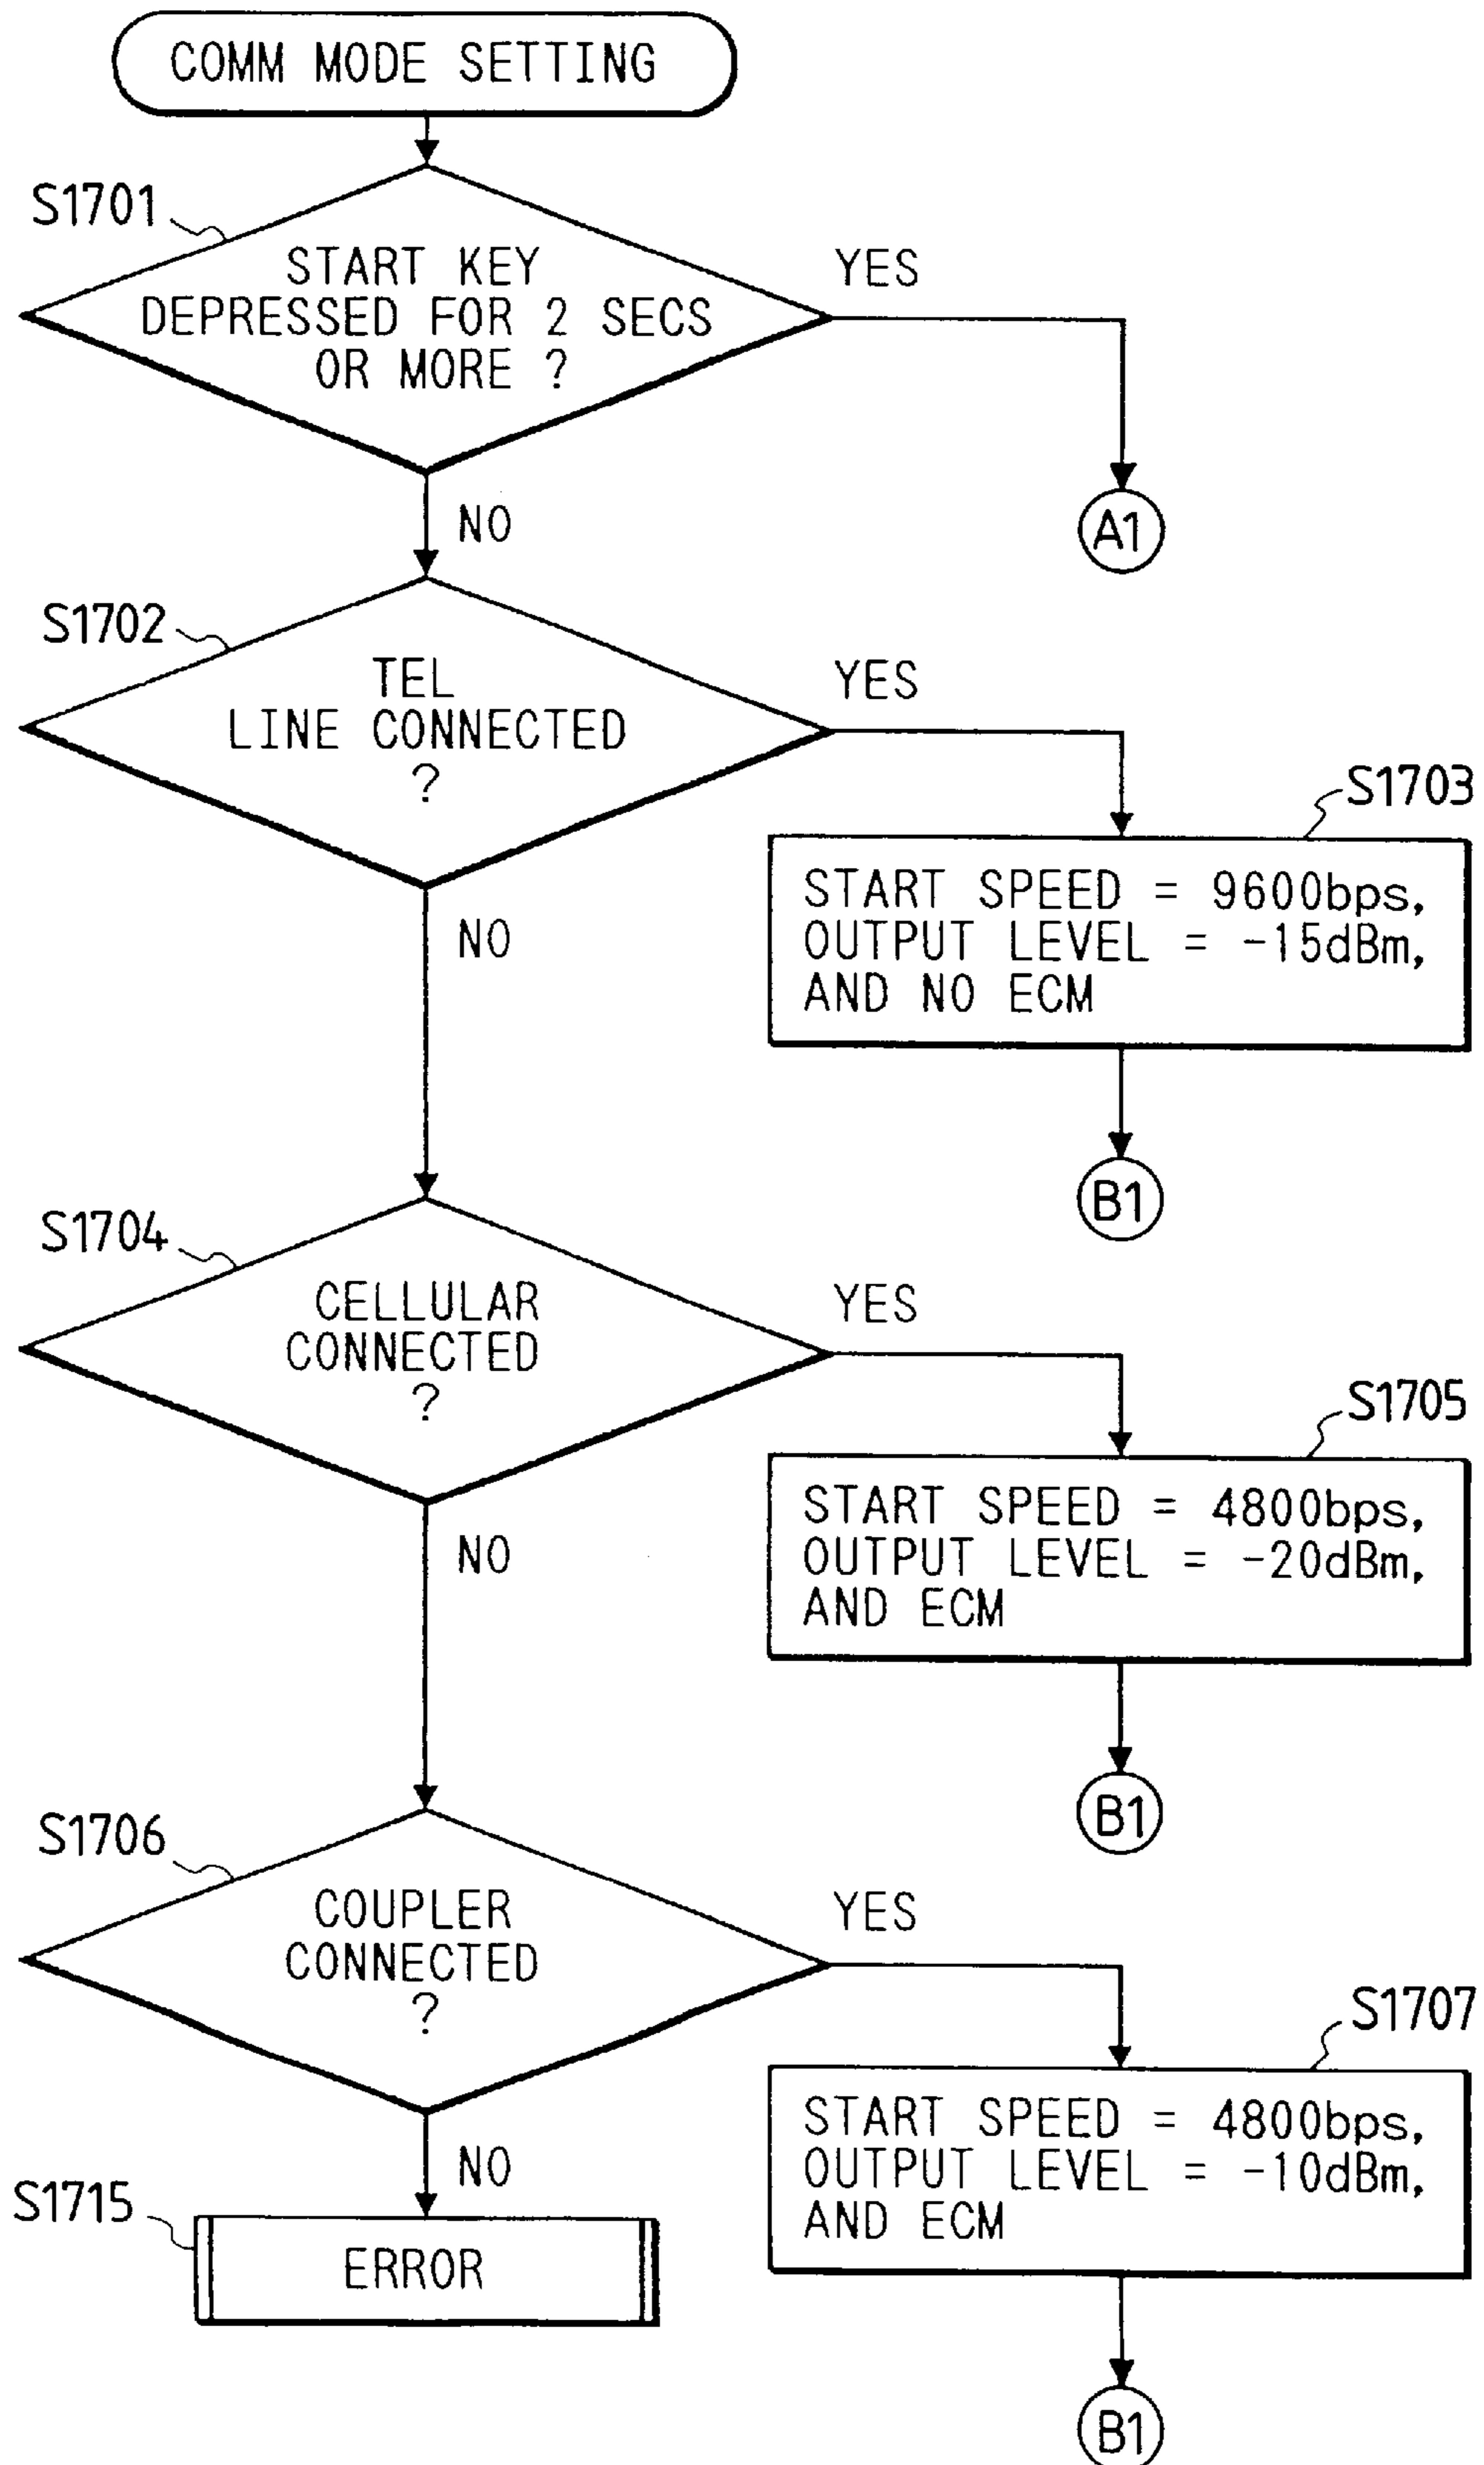 COMM MODE SETTING
S1701
START KEY
DEPRESSED FOR 2 SECS
OR MORE ?
YES
A1
NO
S1702
TEL
LINE CONNECTED
?
YES
S1703
START SPEED = 9600bps,
OUTPUT LEVEL = -15dBm,
AND NO ECM
NO
B1
S1704
CELLULAR
CONNECTED
?
YES
S1705
START SPEED = 4800bps,
OUTPUT LEVEL = -20dBm,
AND ECM
NO
B1
S1706
COUPLER
CONNECTED
?
YES
S1707
START SPEED = 4800bps,
OUTPUT LEVEL = -10dBm,
AND ECM
NO
S1715
ERROR
B1